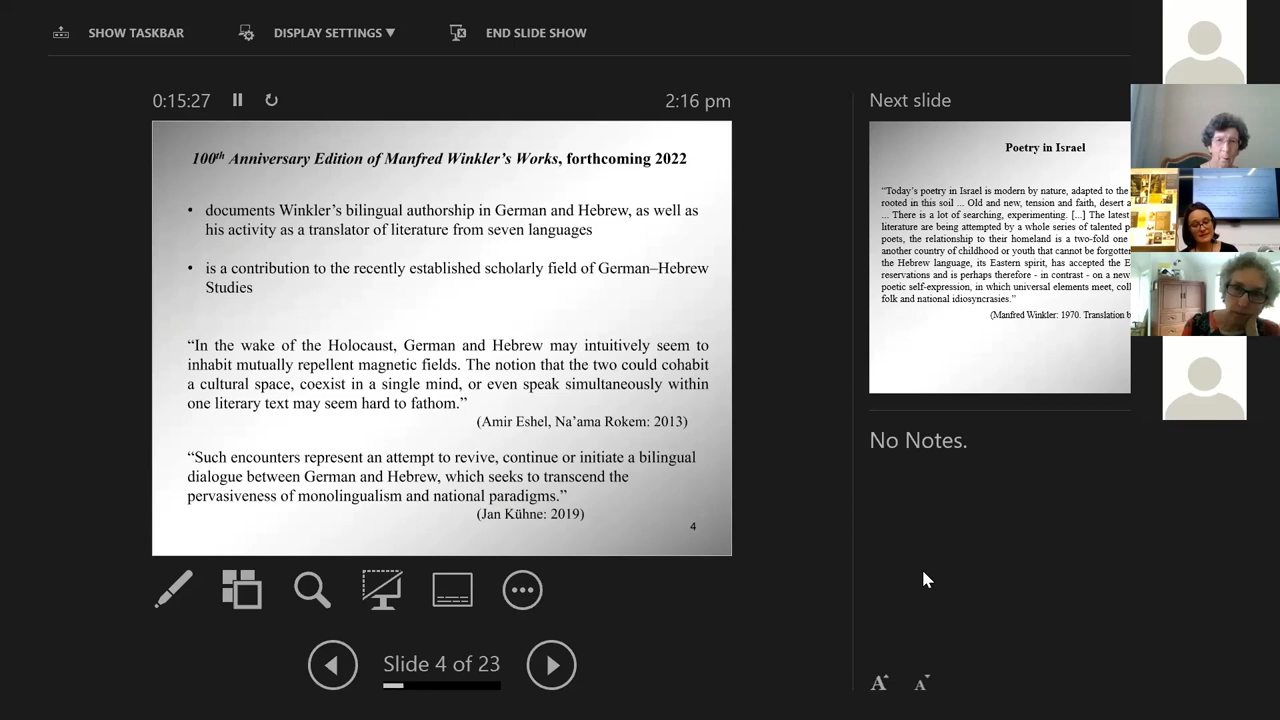 SHOW TASKBAR
DISPLAY SETTINGS ▼
END SLIDE SHOW
0:15:27
2:16 pm
100th Anniversary Edition of Manfred Winkler’s Works, forthcoming 2022
• documents Winkler’s bilingual authorship in German and Hebrew, as well as
his activity as a translator of literature from seven languages
• is a contribution to the recently established scholarly field of German–Hebrew
Studies
“In the wake of the Holocaust, German and Hebrew may intuitively seem to
inhabit mutually repellent magnetic fields. The notion that the two could cohabit
a cultural space, coexist in a single mind, or even speak simultaneously within
one literary text may seem hard to fathom.”
(Amir Eshel, Na’ama Rokem: 2013)
“Such encounters represent an attempt to revive, continue or initiate a bilingual
dialogue between German and Hebrew, which seeks to transcend the
pervasiveness of monolingualism and national paradigms.”
(Jan Kühne: 2019)
4
Slide 4 of 23
Next slide
Poetry in Israel
“Today’s poetry in Israel is modern by nature, adapted to the
rooted in this soil ... Old and new, tension and faith, desert
... There is a lot of searching, experimenting. [...] The latest
literature are being attempted by a whole series of talented
poets, the relationship to their homeland is a two-fold one
another country of childhood or youth that cannot be forgotten
the Hebrew language, its Eastern spirit, has accepted the
reservations and is perhaps therefore - in contrast - on a new
poetic self-expression, in which universal elements meet,
folk and national idiosyncrasies.”
(Manfred Winkler: 1970. Translation
No Notes.
A A